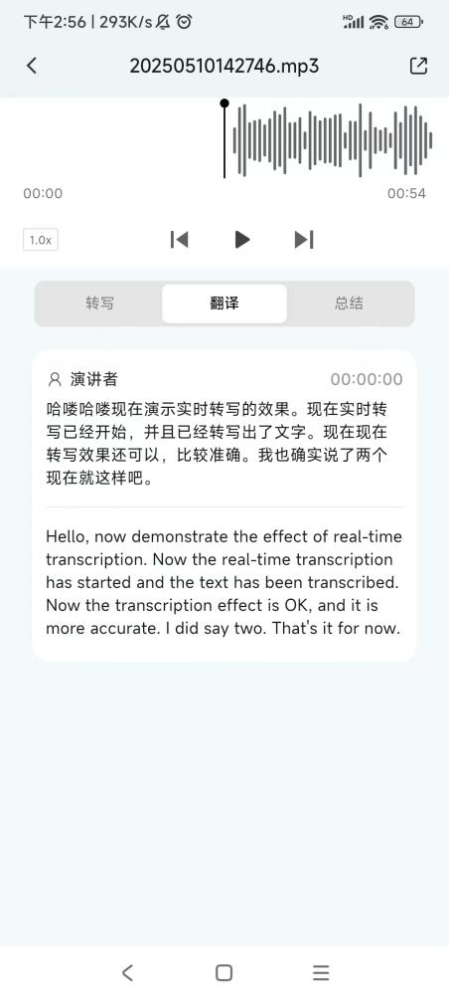 下午2:56 | 293K/s
HD
64
20250510142746.mp3
00:00
00:54
1.0x
转写
翻译
总结
演讲者
00:00:00
哈喽哈喽现在演示实时转写的效果。现在实时转
写已经开始，并且已经转写出了文字。现在现在
转写效果还可以，比较准确。我也确实说了两个
现在就这样吧。
Hello, now demonstrate the effect of real-time
transcription. Now the real-time transcription
has started and the text has been transcribed.
Now the transcription effect is OK, and it is
more accurate. I did say two. That's it for now.